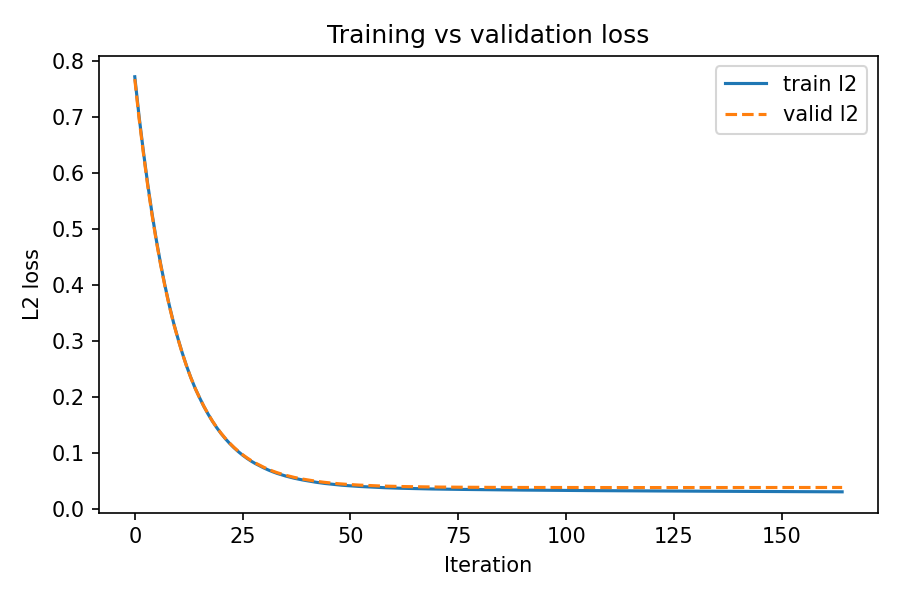 Training vs validation loss
0.8
0.7
0.6
0.5
0.4
0.3
0.2
0.1
0.0
L2 loss
train l2
valid l2
0 25 50 75 100 125 150
Iteration